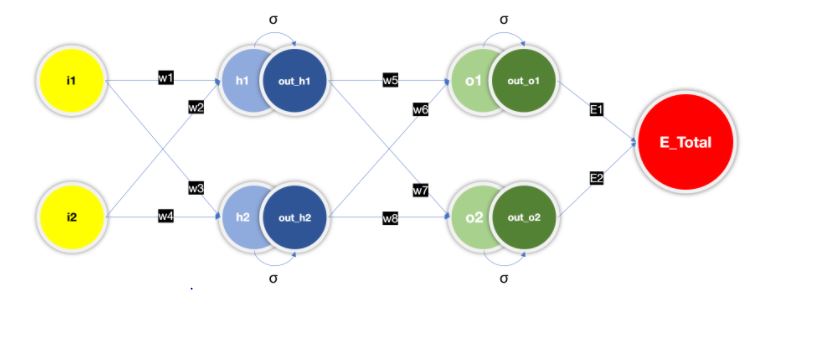 σ
σ
i1
w1
h1
out_h1
w5
o1
out_o1
w2
w6
E1
E_Total
E2
w3
w7
i2
w4
h2
out_h2
w8
o2
out_o2
σ
σ